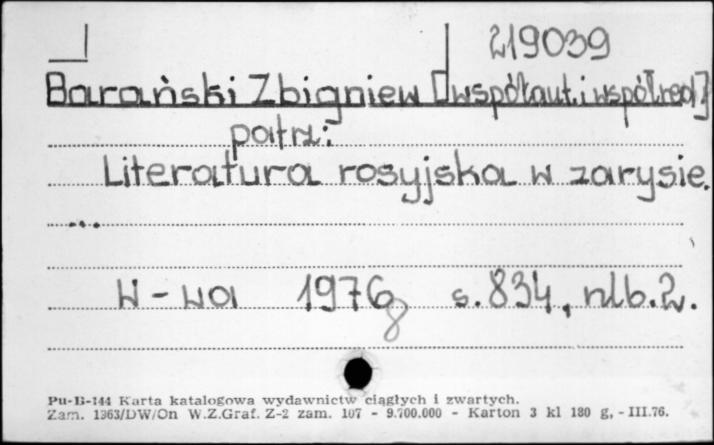 219039
Barański Zbigniew [współaut. i współred]
patrz:
Literatura rosyjska w zarysie.
...
W-wa 1976 s. 834, nlb. 2.
Pu-B-144 Karta katalogowa wydawnictw ciągłych i zwartych.
Zam. 1363/DW/On W.Z.Graf. Z-2 zam. 107 - 9.700.000 - Karton 3 kl 180 g, - III.76.